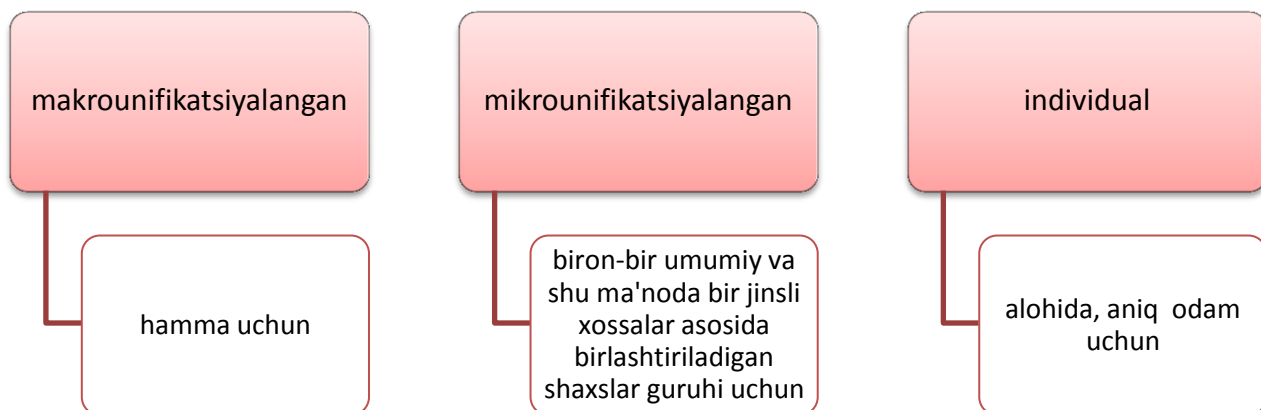 makrounifikatsiyalangan
hamma uchun
mikrounifikatsiyalangan
biron-bir umumiy va
shu ma'noda bir jinsli
xossalar asosida
birlashtiriladigan
shaxslar guruhi uchun
individual
alohida, aniq odam
uchun